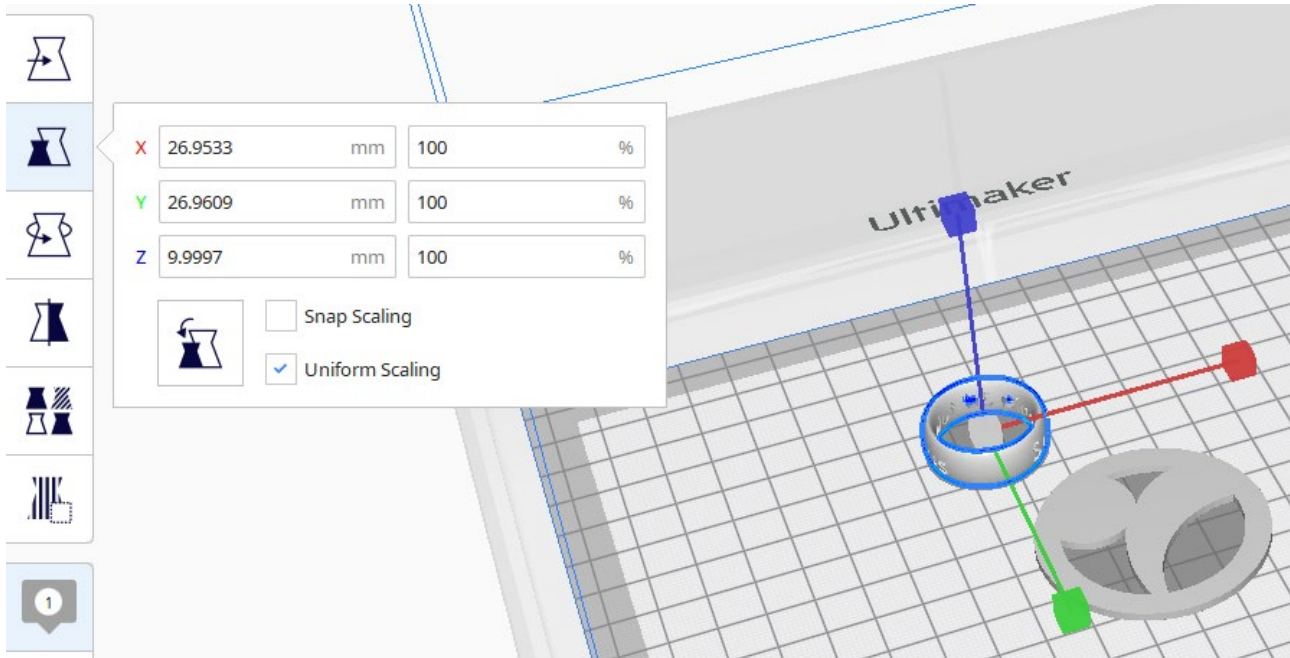 X 26.9533 mm 100 %
Y 26.9609 mm 100 %
Z 9.9997 mm 100 %
Snap Scaling
Uniform Scaling
Ultimaker
1